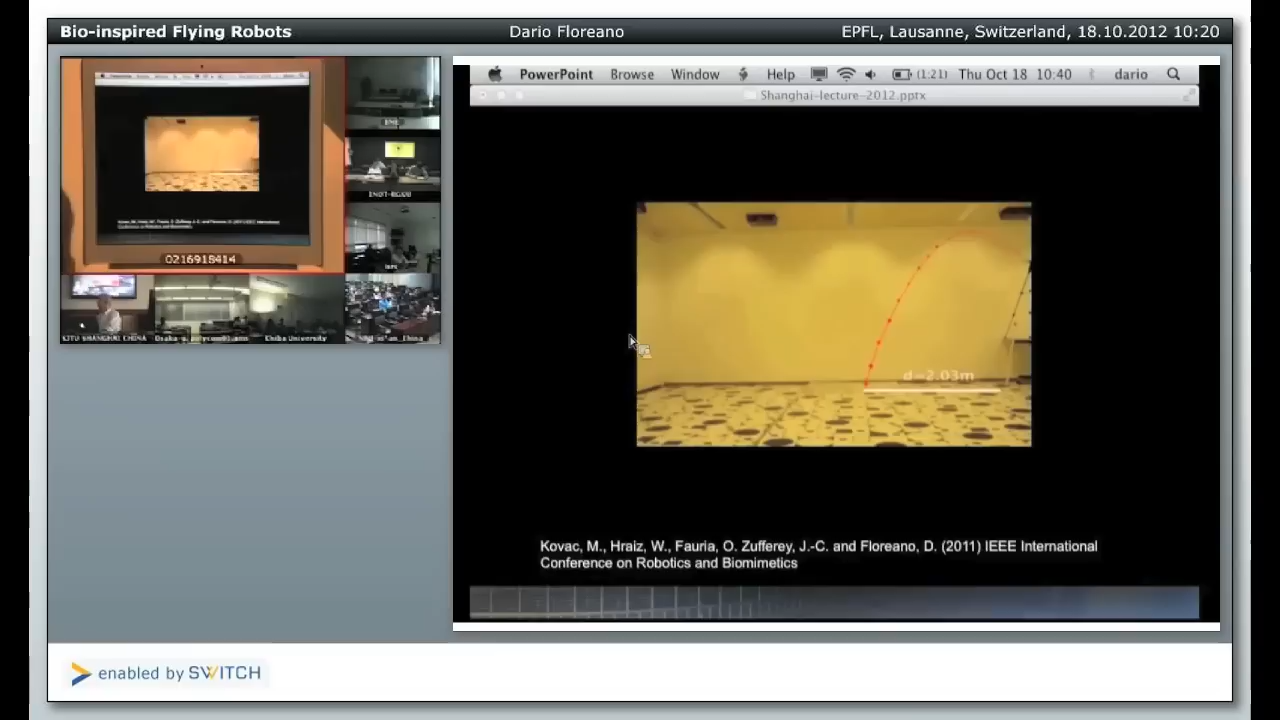 Bio-inspired Flying Robots
Dario Floreano
EPFL, Lausanne, Switzerland, 18.10.2012 10:20
PowerPoint Browse Window Help (1:21) Thu Oct 18 10:40 dario
Shanghai-lecture-2012.pptx
0216918414
SJTU SHANGHAI CHINA
Chiba University
d=2.03m
Kovac, M., Hraiz, W., Fauria, O. Zufferey, J.-C. and Floreano, D. (2011) IEEE International
Conference on Robotics and Biomimetics
enabled by SWITCH